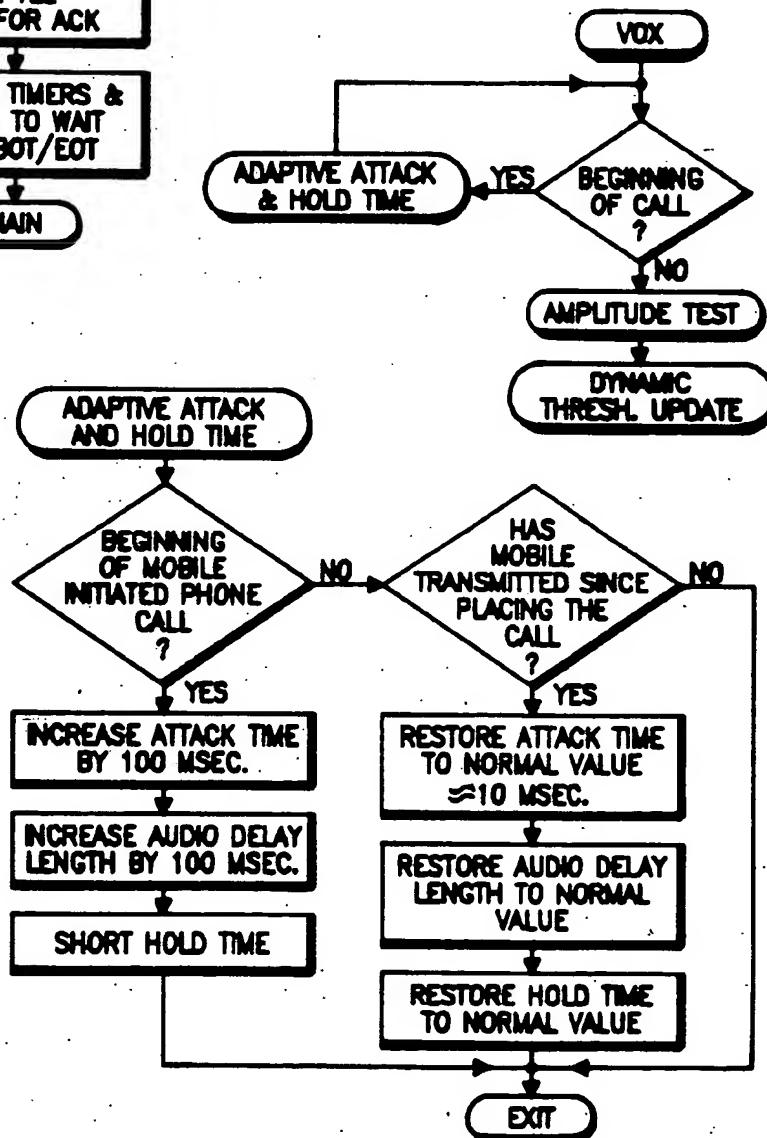 FOR ACK
TIMERS &
TO WAIT
BOT/EOT
VOX
BEGINNING
OF CALL
?
YES
NO
ADAPTIVE ATTACK
& HOLD TIME
AMPLITUDE TEST
DYNAMIC
THRESH. UPDATE
ADAPTIVE ATTACK
AND HOLD TIME
BEGINNING
OF MOBILE
INITIATED PHONE
CALL
?
NO
YES
INCREASE ATTACK TIME
BY 100 MSEC.
INCREASE AUDIO DELAY
LENGTH BY 100 MSEC.
SHORT HOLD TIME
HAS
MOBILE
TRANSMITTED SINCE
PLACING THE
CALL
?
NO
YES
RESTORE ATTACK TIME
TO NORMAL VALUE
≈10 MSEC.
RESTORE AUDIO DELAY
LENGTH TO NORMAL
VALUE
RESTORE HOLD TIME
TO NORMAL VALUE
EXIT